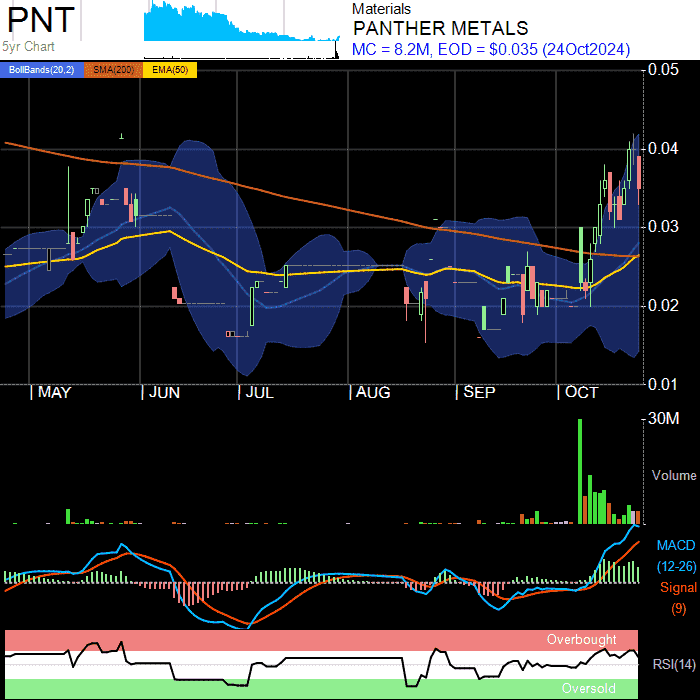 PNT
5yr Chart
Materials
PANTHER METALS
MC = 8.2M, EOD = $0.035 (24Oct2024)
BollBands(20,2) SMA(200) EMA(50)
0.05
0.04
0.03
0.02
0.01
MAY JUN JUL AUG SEP OCT
30M
Volume
MACD
(12-26)
Signal
(9)
Overbought
RSI(14)
Oversold